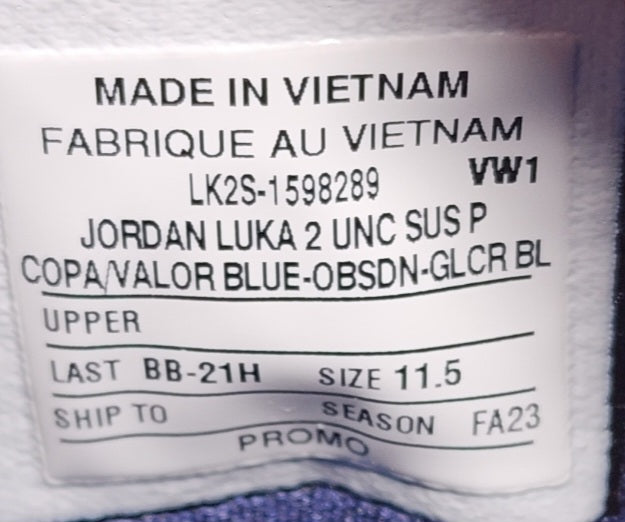 MADE IN VIETNAM
FABRIQUE AU VIETNAM
LK2S-1598289 VW1
JORDAN LUKA 2 UNC SUS P
COPA/VALOR BLUE-OBSDN-GLCR BL
UPPER
LAST BB-21H SIZE 11.5
SHIP TO SEASON FA23
PROMO